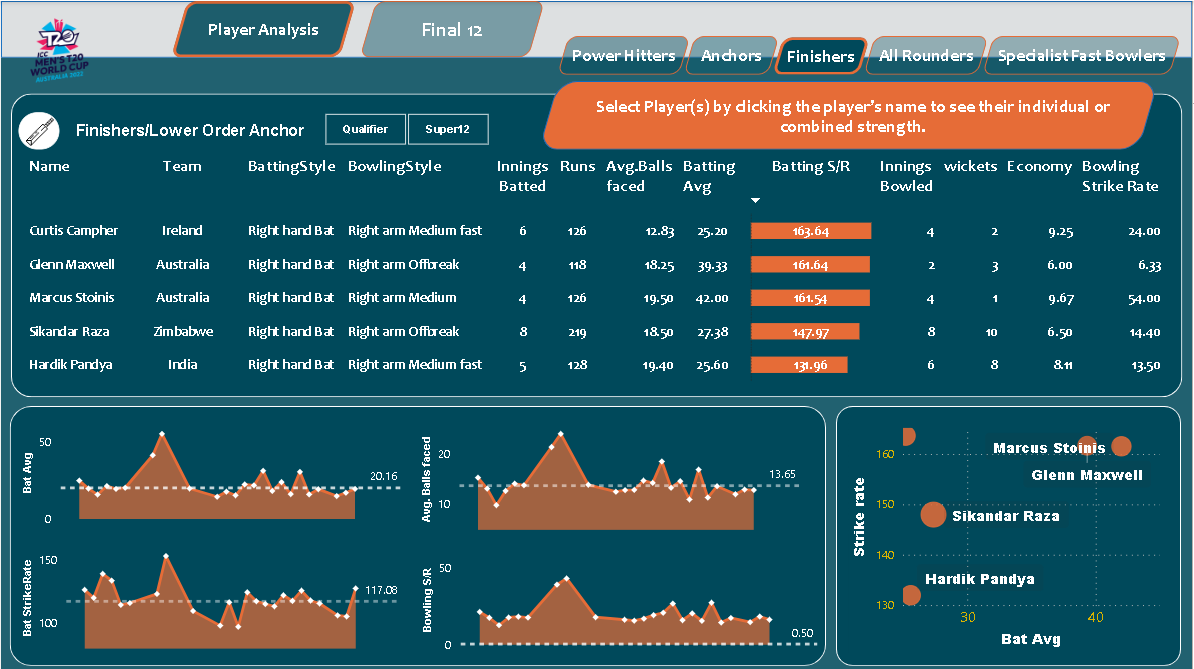 Player Analysis
Final 12
T20
ICC
MEN'S T20
WORLD CUP
AUSTRALIA 2022
Power Hitters
Anchors
Finishers
All Rounders
Specialist Fast Bowlers
Select Player(s) by clicking the player's name to see their individual or
combined strength.
Finishers/Lower Order Anchor
Qualifier
Super12
Name Team BattingStyle BowlingStyle Innings Batted Runs Avg.Balls faced Batting Avg Batting S/R Innings Bowled wickets Economy Bowling Strike Rate
Curtis Campher Ireland Right hand Bat Right arm Medium fast 6 126 12.83 25.20 163.64 4 2 9.25 24.00
Glenn Maxwell Australia Right hand Bat Right arm Offbreak 4 118 18.25 39.33 161.64 2 3 6.00 6.33
Marcus Stoinis Australia Right hand Bat Right arm Medium 4 126 19.50 42.00 161.54 4 1 9.67 54.00
Sikandar Raza Zimbabwe Right hand Bat Right arm Offbreak 8 219 18.50 27.38 147.97 8 10 6.50 14.40
Hardik Pandya India Right hand Bat Right arm Medium fast 5 128 19.40 25.60 131.96 6 8 8.11 13.50
Bat Avg
50
0
20.16
Avg. Balls faced
20
10
13.65
Bat StrikeRate
150
100
117.08
Bowling S/R
50
0
0.50
Strike rate
160
150
140
130
Marcus Stoinis
Glenn Maxwell
Sikandar Raza
Hardik Pandya
30
40
Bat Avg